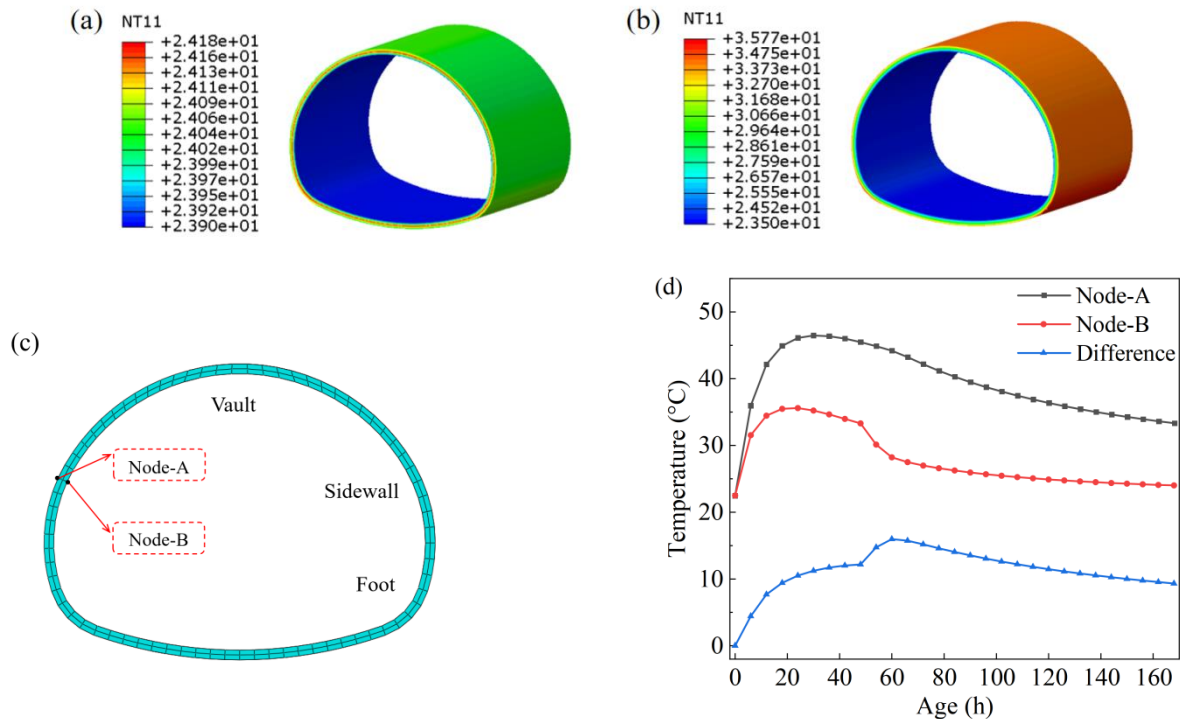 (a)
NT11
+2.418e+01
+2.416e+01
+2.413e+01
+2.411e+01
+2.409e+01
+2.406e+01
+2.404e+01
+2.402e+01
+2.399e+01
+2.397e+01
+2.395e+01
+2.392e+01
+2.390e+01
(b)
NT11
+3.577e+01
+3.475e+01
+3.373e+01
+3.270e+01
+3.168e+01
+3.066e+01
+2.964e+01
+2.861e+01
+2.759e+01
+2.657e+01
+2.555e+01
+2.452e+01
+2.350e+01
(c)
Vault
Node-A
Sidewall
Node-B
Foot
(d)
Node-A
Node-B
Difference
Temperature (°C)
50
40
30
20
10
0
0 20 40 60 80 100 120 140 160
Age (h)